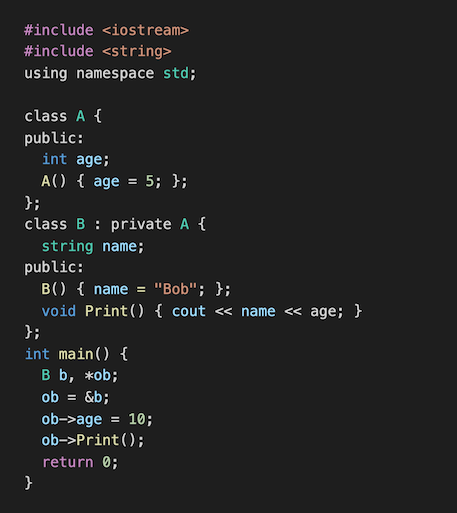 #include <iostream>
#include <string>
using namespace std;

class A {
public:
  int age;
  A() { age = 5; };
};
class B : private A {
  string name;
public:
  B() { name = "Bob"; };
  void Print() { cout << name << age; }
};
int main() {
  B b, *ob;
  ob = &b;
  ob->age = 10;
  ob->Print();
  return 0;
}